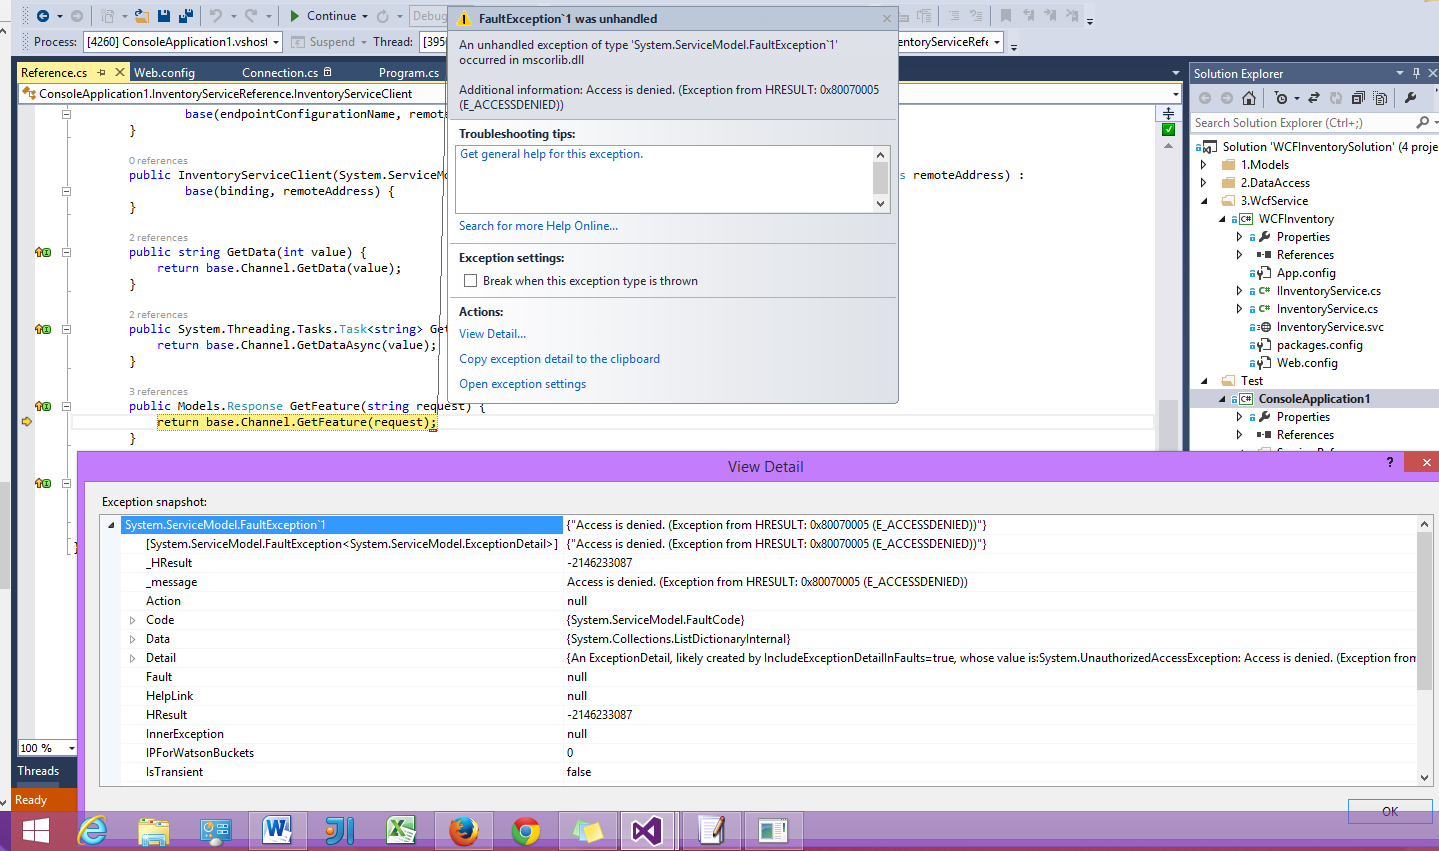 Continue
Debug
Process:
[4260] ConsoleApplication1.vshost
Suspend
Thread:
[395
entoryServiceRefe
Reference.cs
Web.config
Connection.cs
Program.cs
ConsoleApplication1.InventoryServiceReference.InventoryServiceClient
base(endpointConfigurationName, remote
}
0 references
public InventoryServiceClient(System.ServiceMo
s remoteAddress) :
base(binding, remoteAddress) {
}
2 references
public string GetData(int value) {
return base.Channel.GetData(value);
}
2 references
public System.Threading.Tasks.Task<string> Get
return base.Channel.GetDataAsync(value);
}
3 references
public Models.Response GetFeature(string request) {
return base.Channel.GetFeature(request);
}
}
FaultException`1 was unhandled
An unhandled exception of type 'System.ServiceModel.FaultException`1'
occurred in mscorlib.dll
Additional information: Access is denied. (Exception from HRESULT: 0x80070005
(E_ACCESSDENIED))
Troubleshooting tips:
Get general help for this exception.
Search for more Help Online...
Exception settings:
Break when this exception type is thrown
Actions:
View Detail...
Copy exception detail to the clipboard
Open exception settings
Solution Explorer
Search Solution Explorer (Ctrl+;)
Solution 'WCFInventorySolution' (4 proje
1.Models
2.DataAccess
3.WcfService
WCFInventory
Properties
References
App.config
IInventoryService.cs
InventoryService.cs
InventoryService.svc
packages.config
Web.config
Test
ConsoleApplication1
Properties
References
View Detail
?
Exception snapshot:
System.ServiceModel.FaultException`1 {"Access is denied. (Exception from HRESULT: 0x80070005 (E_ACCESSDENIED))"}
[System.ServiceModel.FaultException<System.ServiceModel.ExceptionDetail>] {"Access is denied. (Exception from HRESULT: 0x80070005 (E_ACCESSDENIED))"}
_HResult -2146233087
_message Access is denied. (Exception from HRESULT: 0x80070005 (E_ACCESSDENIED))
Action null
Code {System.ServiceModel.FaultCode}
Data {System.Collections.ListDictionaryInternal}
Detail {An ExceptionDetail, likely created by IncludeExceptionDetailInFaults=true, whose value is:System.UnauthorizedAccessException: Access is denied. (Exception from
Fault null
HelpLink null
HResult -2146233087
InnerException null
IPForWatsonBuckets 0
IsTransient false
OK
100 %
Threads
Ready